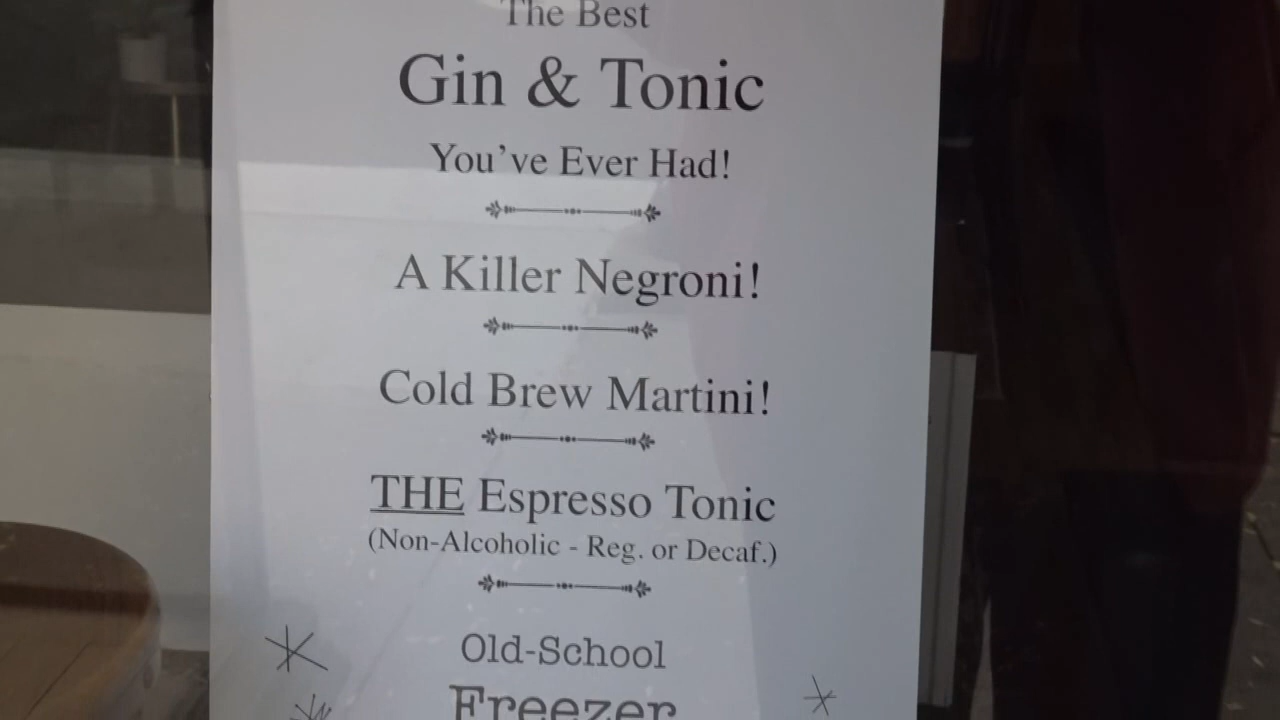 The Best
Gin & Tonic
You've Ever Had!
A Killer Negroni!
Cold Brew Martini!
THE Espresso Tonic
(Non-Alcoholic - Reg. or Decaf.)
Old-School
Freezer